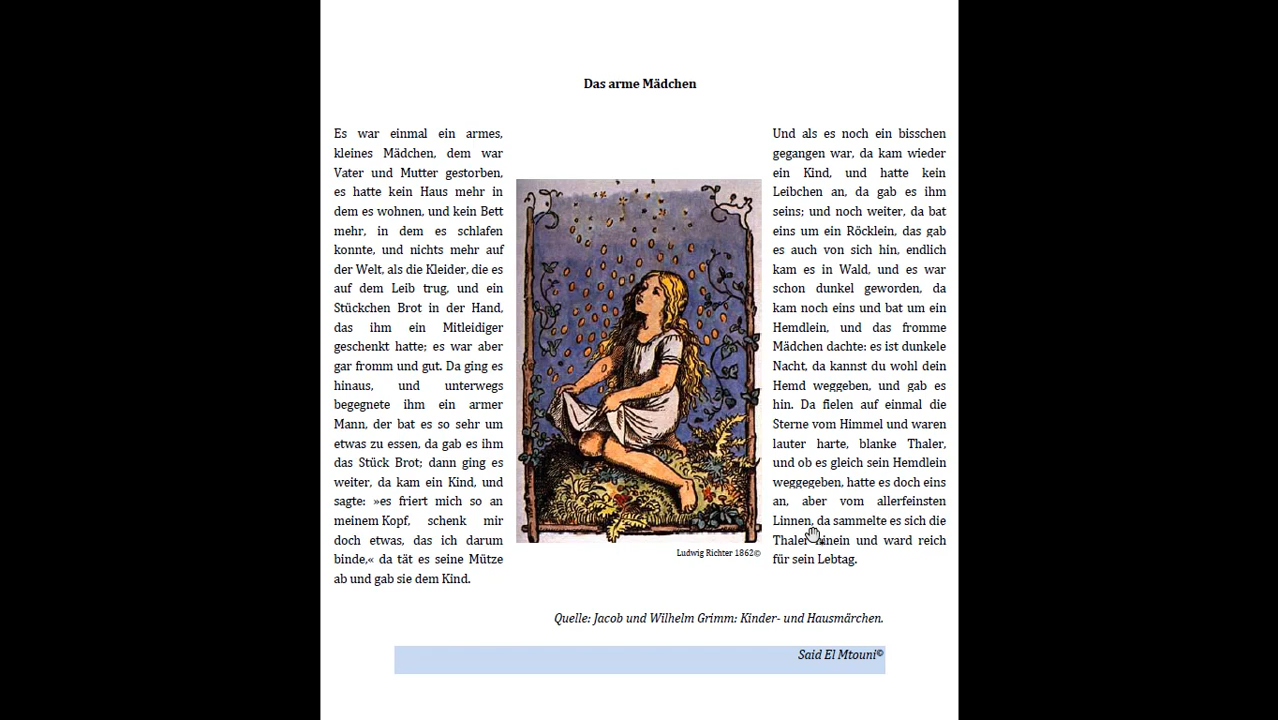 Das arme Mädchen
Es war einmal ein armes,
kleines Mädchen, dem war
Vater und Mutter gestorben,
es hatte kein Haus mehr in
dem es wohnen, und kein Bett
mehr, in dem es schlafen
konnte, und nichts mehr auf
der Welt, als die Kleider, die es
auf dem Leib trug, und ein
Stückchen Brot in der Hand,
das ihm ein Mitleidiger
geschenkt hatte; es war aber
gar fromm und gut. Da ging es
hinaus, und unterwegs
begegnete ihm ein armer
Mann, der bat es so sehr um
etwas zu essen, da gab es ihm
das Stück Brot; dann ging es
weiter, da kam ein Kind, und
sagte: »es friert mich so an
meinem Kopf, schenk mir
doch etwas, das ich darum
binde,« da tät es seine Mütze
ab und gab sie dem Kind.
Ludwig Richter 1862©
Und als es noch ein bisschen
gegangen war, da kam wieder
ein Kind, und hatte kein
Leibchen an, da gab es ihm
seins; und noch weiter, da bat
eins um ein Röcklein, das gab
es auch von sich hin, endlich
kam es in Wald, und es war
schon dunkel geworden, da
kam noch eins und bat um ein
Hemdlein, und das fromme
Mädchen dachte: es ist dunkele
Nacht, da kannst du wohl dein
Hemd weggeben, und gab es
hin. Da fielen auf einmal die
Sterne vom Himmel und waren
lauter harte, blanke Thaler,
und ob es gleich sein Hemdlein
weggegeben, hatte es doch eins
an, aber vom allerfeinsten
Linnen, da sammelte es sich die
Thaler hinein und ward reich
für sein Lebtag.
Quelle: Jacob und Wilhelm Grimm: Kinder- und Hausmärchen.
Said El Mtouni©